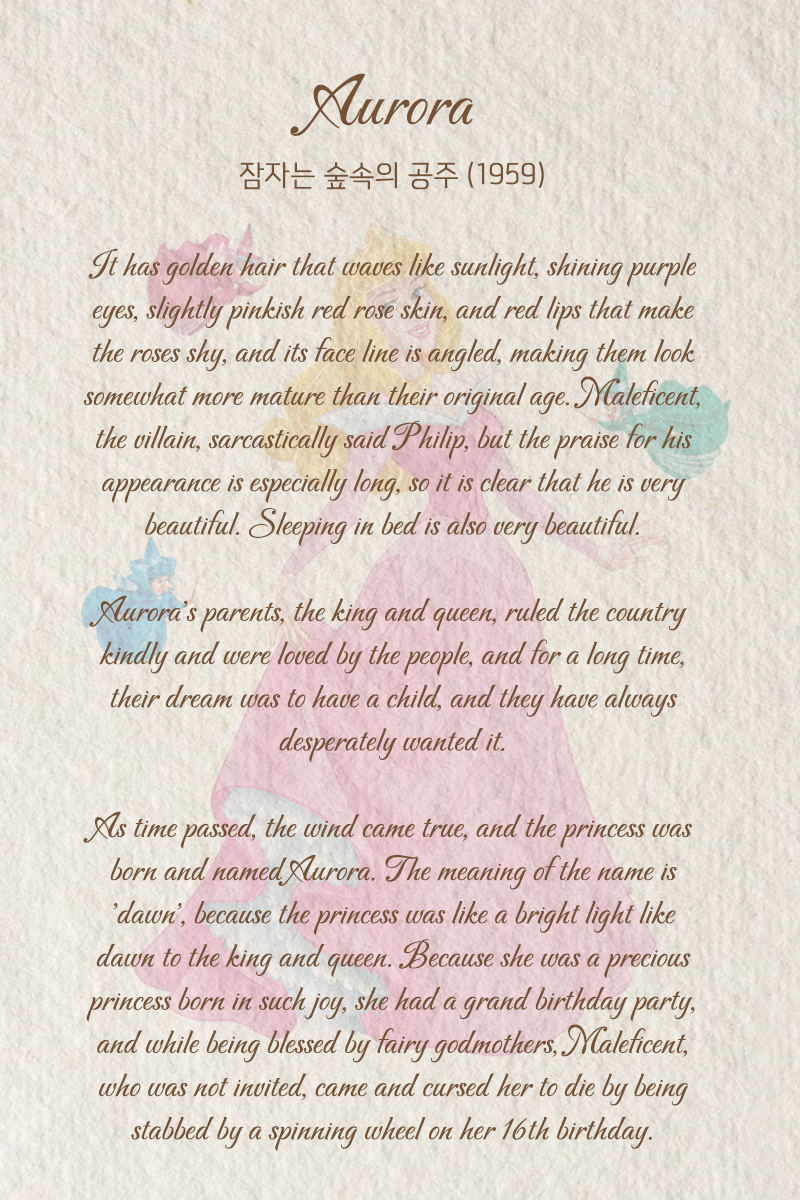 Aurora
잠자는 숲속의 공주 (1959)
It has golden hair that waves like sunlight, shining purple
eyes, slightly pinkish red rose skin, and red lips that make
the roses shy, and its face line is angled, making them look
somewhat more mature than their original age. Maleficent,
the villain, sarcastically said Philip, but the praise for his
appearance is especially long, so it is clear that he is very
beautiful. Sleeping in bed is also very beautiful.
Aurora's parents, the king and queen, ruled the country
kindly and were loved by the people, and for a long time,
their dream was to have a child, and they have always
desperately wanted it.
As time passed, the wind came true, and the princess was
born and named Aurora. The meaning of the name is
'dawn', because the princess was like a bright light like
dawn to the king and queen. Because she was a precious
princess born in such joy, she had a grand birthday party,
and while being blessed by fairy godmothers, Maleficent,
who was not invited, came and cursed her to die by being
stabbed by a spinning wheel on her 16th birthday.